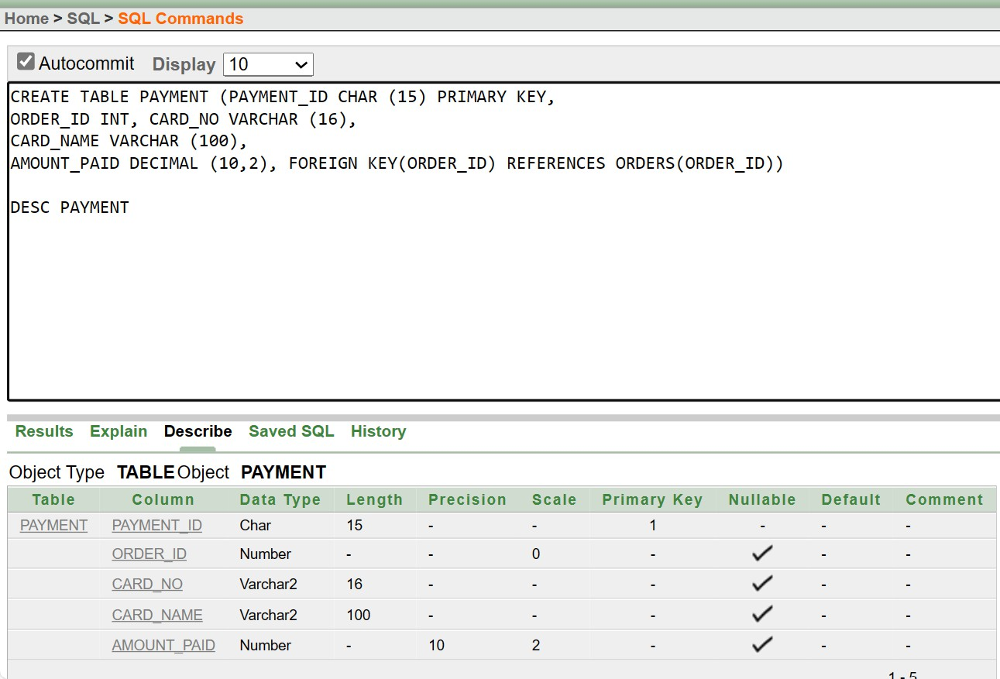 Home > SQL > SQL Commands
Autocommit Display 10
CREATE TABLE PAYMENT (PAYMENT_ID CHAR (15) PRIMARY KEY,
ORDER_ID INT, CARD_NO VARCHAR (16),
CARD_NAME VARCHAR (100),
AMOUNT_PAID DECIMAL (10,2), FOREIGN KEY(ORDER_ID) REFERENCES ORDERS(ORDER_ID))
DESC PAYMENT
Results Explain Describe Saved SQL History
Object Type TABLE Object PAYMENT
Table Column Data Type Length Precision Scale Primary Key Nullable Default Comment
PAYMENT PAYMENT_ID Char 15 - - 1 - - -
ORDER_ID Number - - 0 - ✓ - -
CARD_NO Varchar2 16 - - - ✓ - -
CARD_NAME Varchar2 100 - - - ✓ - -
AMOUNT_PAID Number - 10 2 - ✓ - -
1 - 5